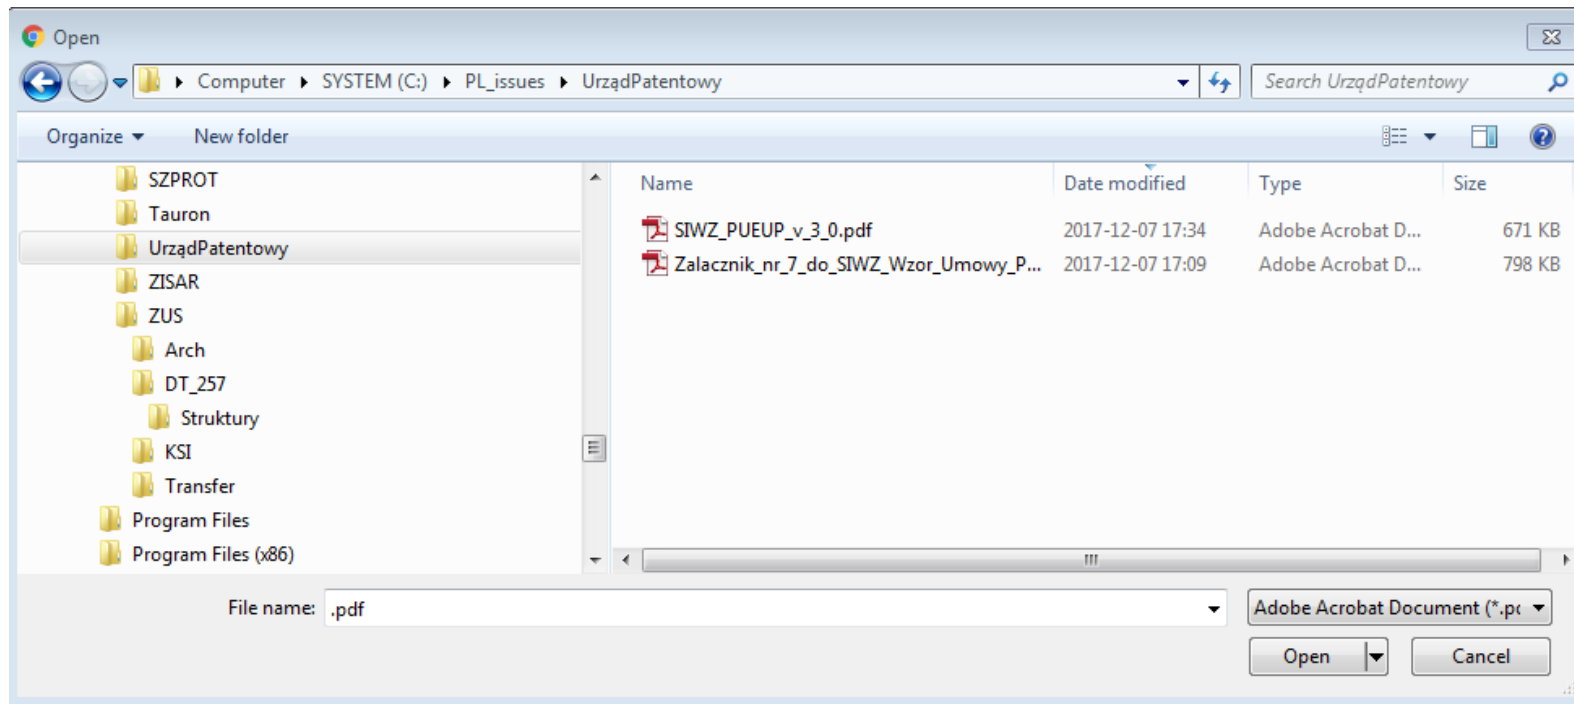 Open
Computer SYSTEM (C:) PL_issues UrządPatentowy Search UrządPatentowy
Organize New folder
SZPROT
Tauron
UrządPatentowy
ZISAR
ZUS
Arch
DT_257
Struktury
KSI
Transfer
Program Files
Program Files (x86)
Name Date modified Type Size
SIWZ_PUEUP_v_3_0.pdf 2017-12-07 17:34 Adobe Acrobat D... 671 KB
Zalacznik_nr_7_do_SIWZ_Wzor_Umowy_P... 2017-12-07 17:09 Adobe Acrobat D... 798 KB
File name: .pdf Adobe Acrobat Document (*.pc
Open Cancel